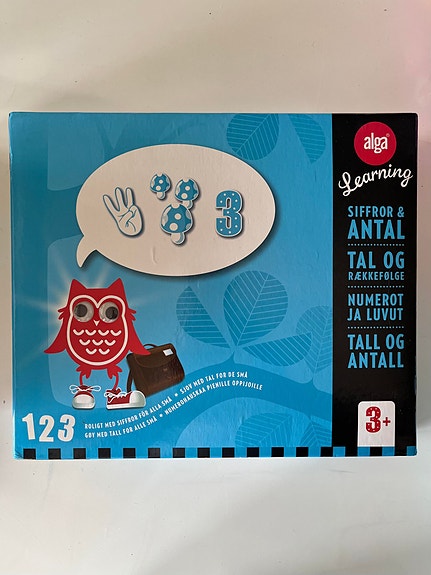 3
alga®
Learning
SIFFROR &
ANTAL
TAL OG
RÆKKEFØLGE
NUMEROT
JA LUVUT
TALL OG
ANTALL
3+
123
ROLIGT MED SIFFROR FÖR ALLA SMÅ • SJOV MED TAL FOR DE SMÅ
GØY MED TALL FOR ALLE SMÅ • NUMEROHAUSKAA PIENILLE OPPIJOILLE